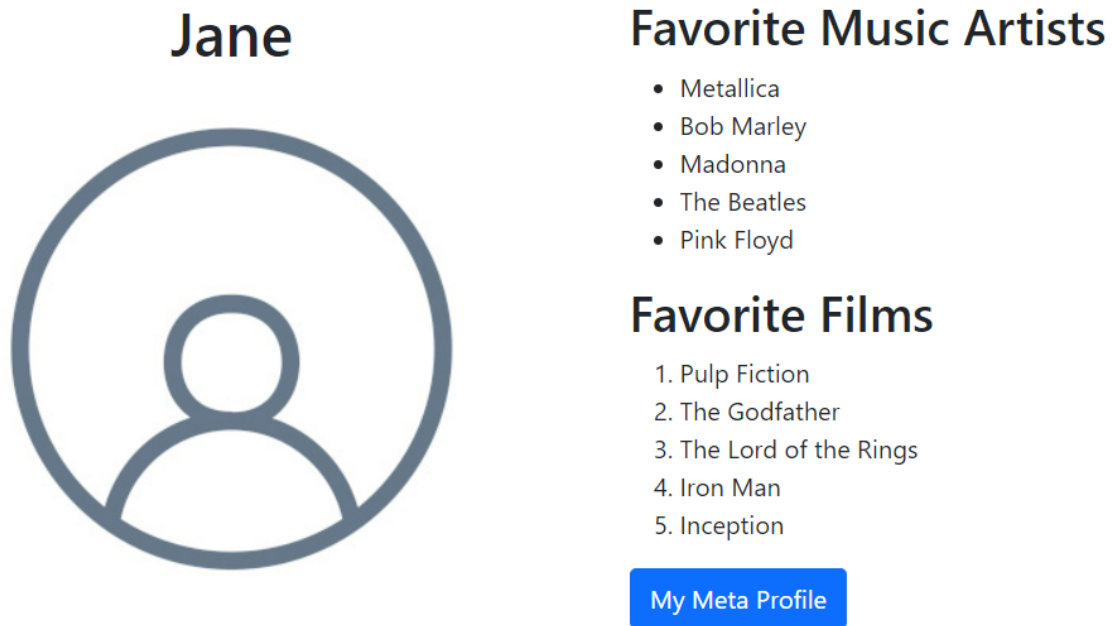 Jane
Favorite Music Artists
• Metallica
• Bob Marley
• Madonna
• The Beatles
• Pink Floyd
Favorite Films
1. Pulp Fiction
2. The Godfather
3. The Lord of the Rings
4. Iron Man
5. Inception
My Meta Profile